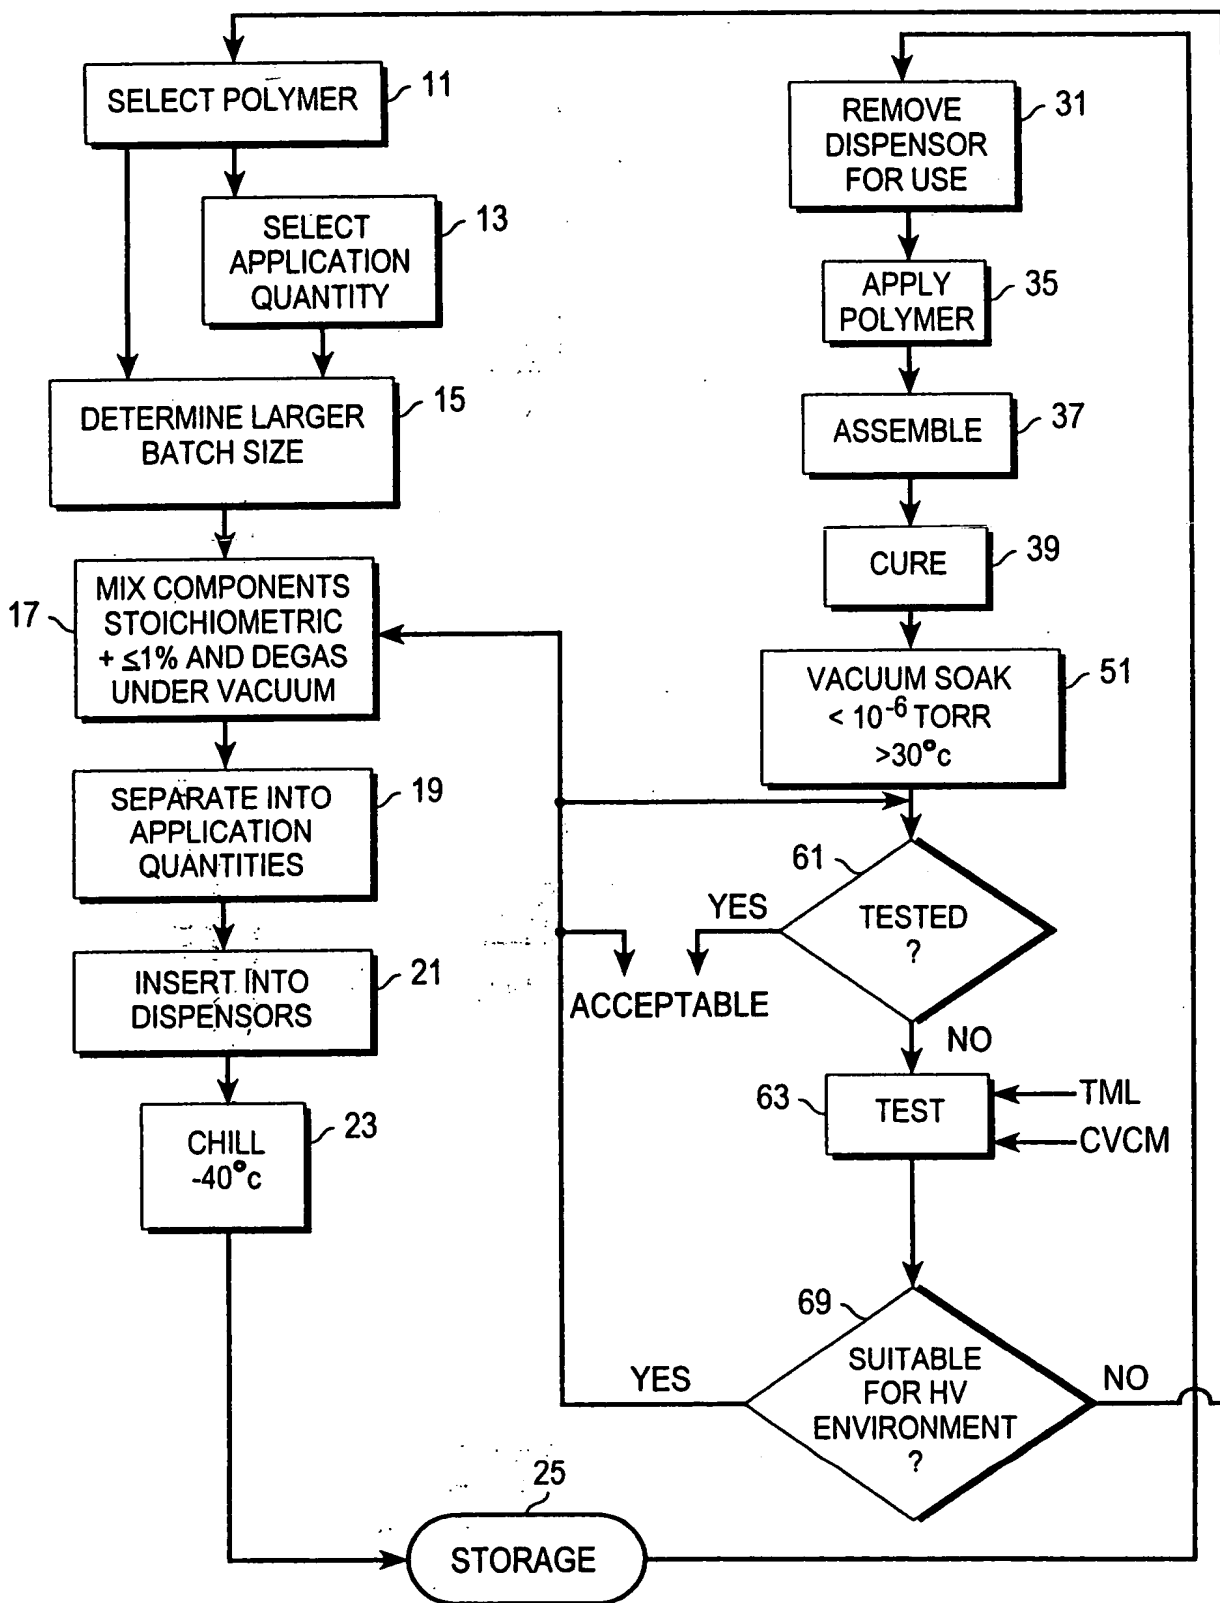 SELECT POLYMER
11
SELECT
APPLICATION
QUANTITY
13
DETERMINE LARGER
BATCH SIZE
15
MIX COMPONENTS
STOICHIOMETRIC
+ ≤1% AND DEGAS
UNDER VACUUM
17
SEPARATE INTO
APPLICATION
QUANTITIES
19
INSERT INTO
DISPENSORS
21
CHILL
-40°c
23
STORAGE
25
REMOVE
DISPENSOR
FOR USE
31
APPLY
POLYMER
35
ASSEMBLE
37
CURE
39
VACUUM SOAK
< 10⁻⁶ TORR
>30°c
51
TESTED
?
61
YES
ACCEPTABLE
NO
TEST
63
TML
CVCM
SUITABLE
FOR HV
ENVIRONMENT
?
69
YES
NO